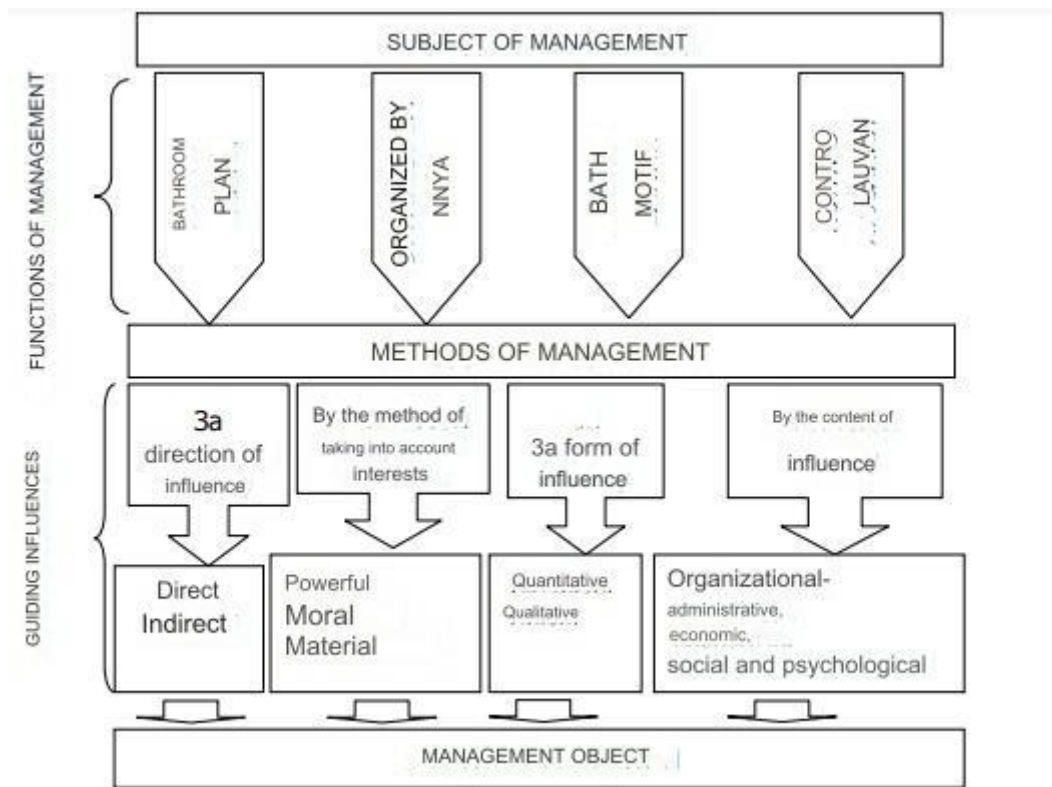 SUBJECT OF MANAGEMENT
FUNCTIONS OF MANAGEMENT
BATHROOM
PLAN
ORGANIZED BY
NNYA
BATH
MOTIF
CONTRO
LAUVAN
METHODS OF MANAGEMENT
GUIDING INFLUENCES
3a
direction of
influence
By the method of
taking into account
interests
3a form of
influence
By the content of
influence
Direct
Indirect
Powerful
Moral
Material
Quantitative
Qualitative
Organizational-
administrative,
economic,
social and psychological
MANAGEMENT OBJECT